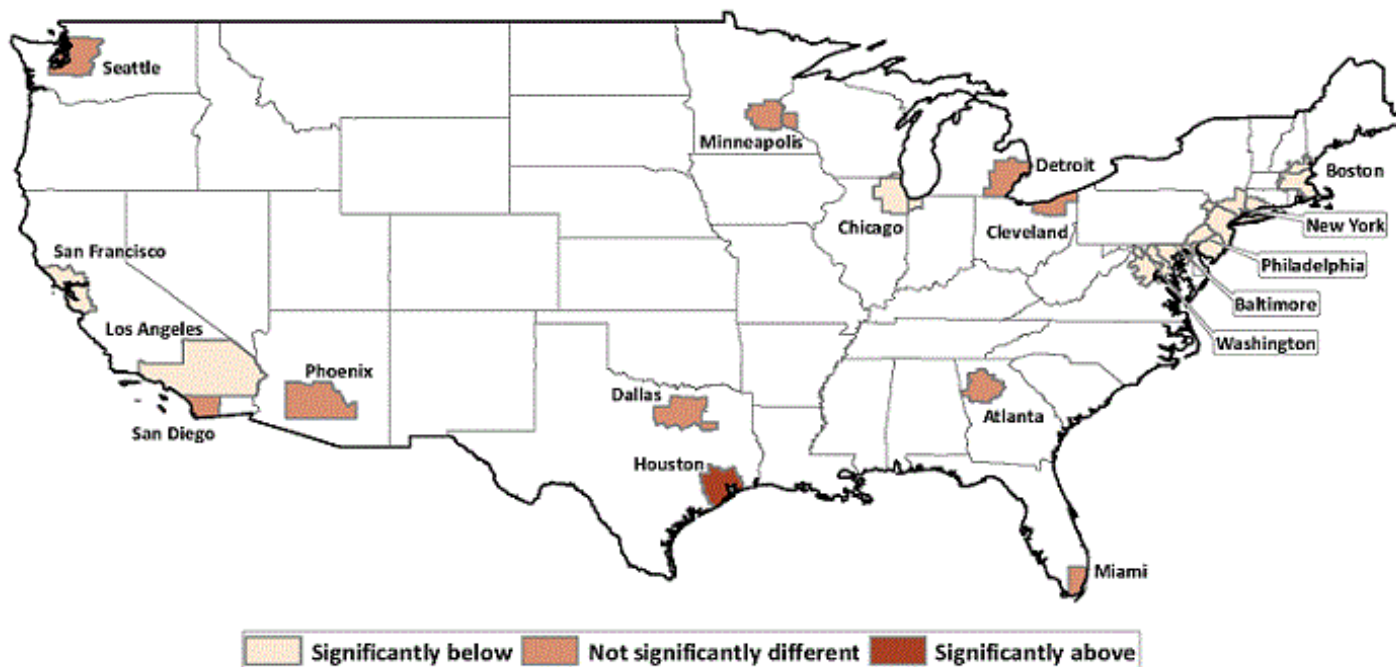 Seattle
Minneapolis
Detroit
Boston
Chicago
Cleveland
New York
San Francisco
Philadelphia
Baltimore
Los Angeles
Washington
Phoenix
Dallas
Atlanta
San Diego
Houston
Miami
Significantly below
Not significantly different
Significantly above